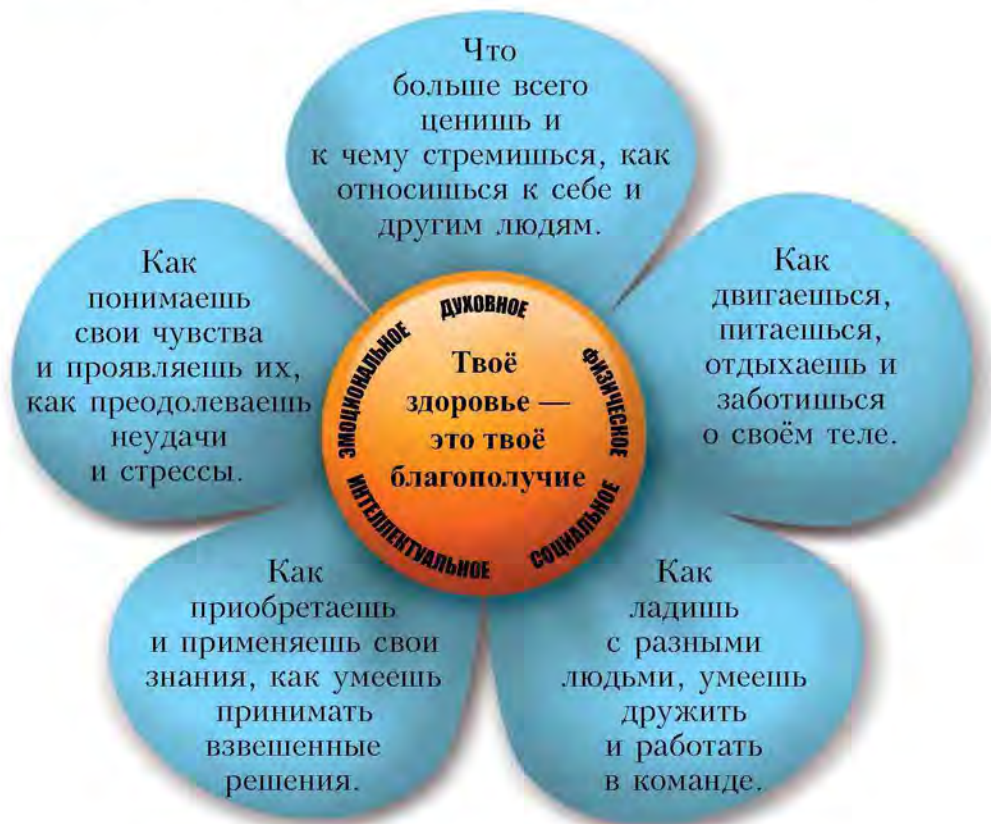 Что
больше всего
ценишь и
к чему стремишься, как
относишься к себе и
другим людям.
Как
понимаешь
свои чувства
и проявляешь их,
как преодолеваешь
неудачи
и стрессы.
Как
двигаешься,
питаешься,
отдыхаешь и
заботишься
о своём теле.
ДУХОВНОЕ
ЭМОЦИОНАЛЬНОЕ
ФИЗИЧЕСКОЕ
Твоё
здоровье —
это твоё
благополучие
ИНТЕЛЛЕКТУАЛЬНОЕ
СОЦИАЛЬНОЕ
Как
приобретаешь
и применяешь свои
знания, как умеешь
принимать
взвешенные
решения.
Как
ладишь
с разными
людьми, умеешь
дружить
и работать
в команде.